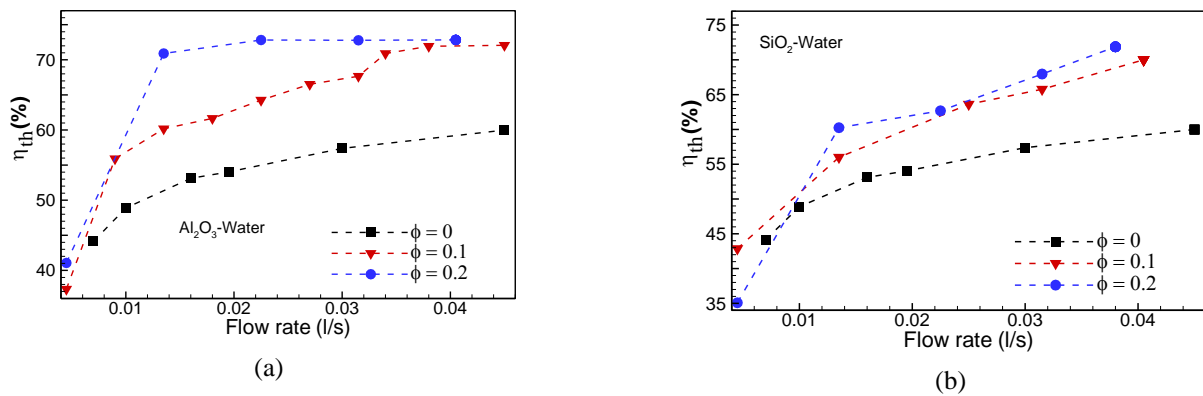 70
60
50
40
η_th(%)
Al₂O₃-Water
ϕ = 0
ϕ = 0.1
ϕ = 0.2
0.01 0.02 0.03 0.04
Flow rate (l/s)
(a)
SiO₂-Water
75
65
55
45
35
η_th(%)
ϕ = 0
ϕ = 0.1
ϕ = 0.2
0.01 0.02 0.03 0.04
Flow rate (l/s)
(b)